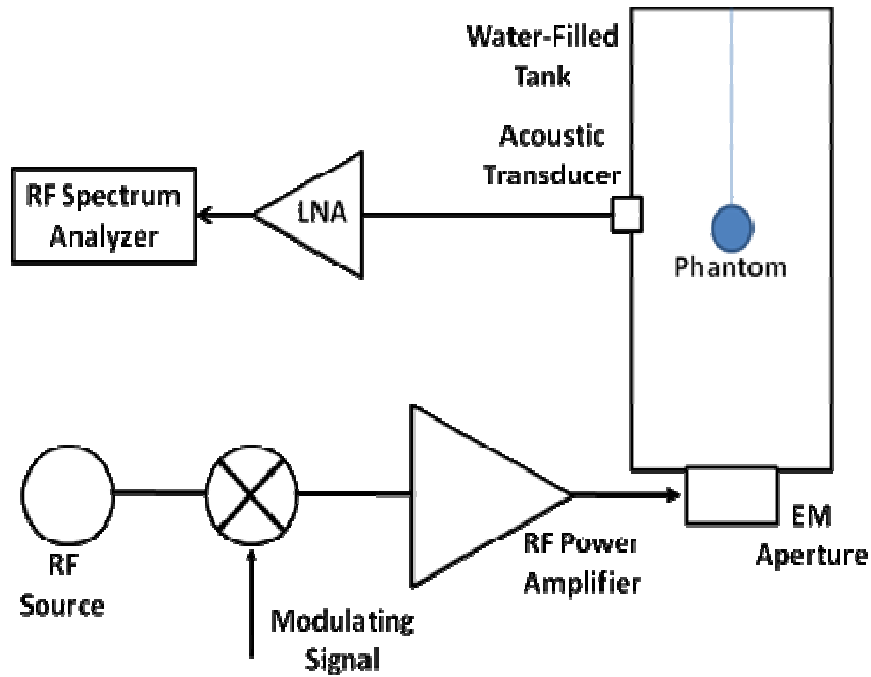 Water-Filled
Tank
Acoustic
Transducer
RF Spectrum
Analyzer
LNA
Phantom
RF
Source
Modulating
Signal
RF Power
Amplifier
EM
Aperture